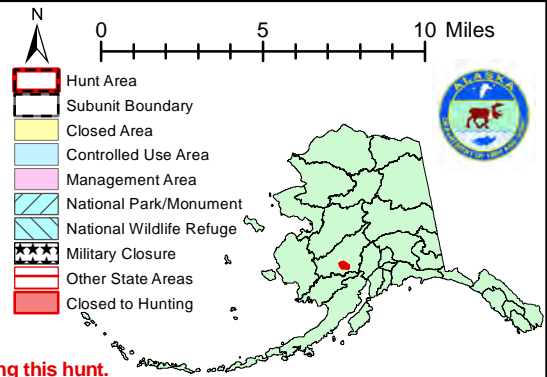 N
0 5 10 Miles
Hunt Area
Subunit Boundary
Closed Area
Controlled Use Area
Management Area
National Park/Monument
National Wildlife Refuge
Military Closure
Other State Areas
Closed to Hunting
ALASKA
ng this hunt.